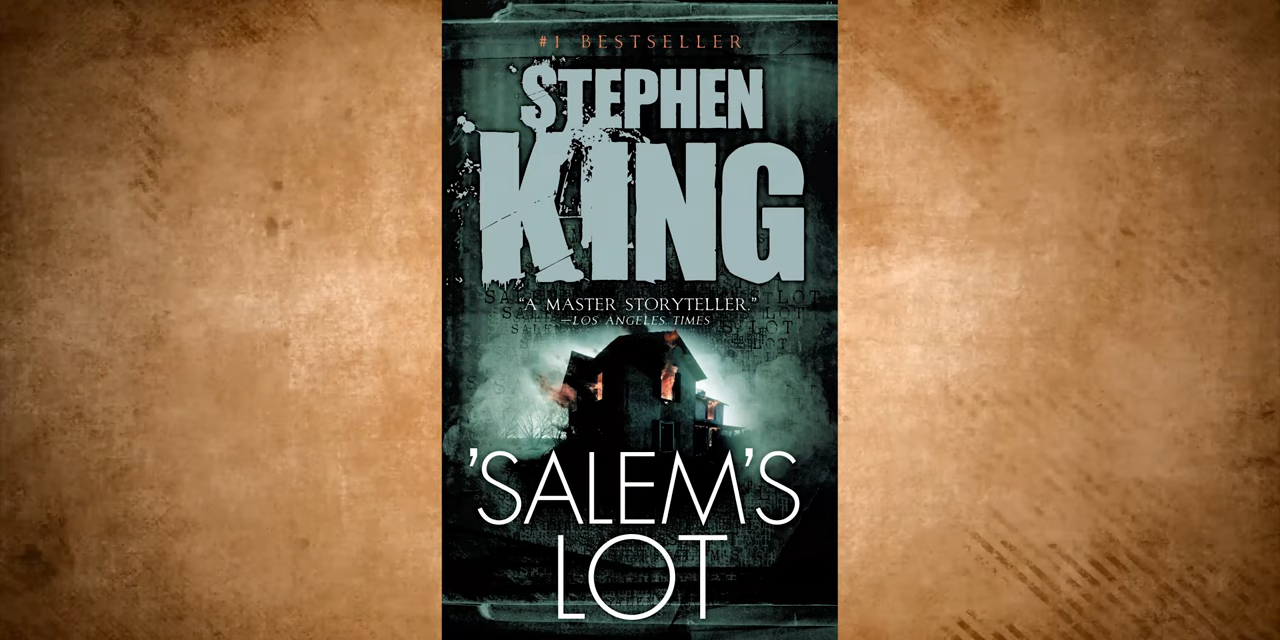 #1 BESTSELLER
STEPHEN
KING
“A MASTER STORYTELLER.”
—LOS ANGELES TIMES
’SALEM’S
LOT